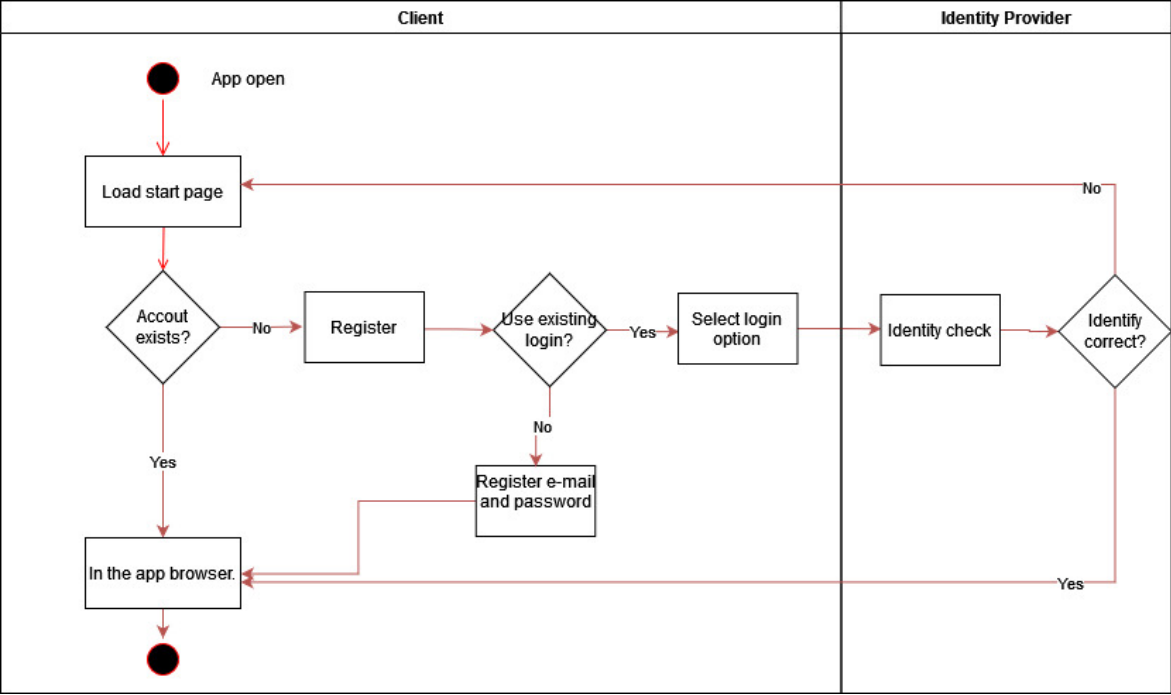 Client
Identity Provider
App open
Load start page
No
Accout
exists?
No
Register
Use existing
login?
Yes
Select login
option
Identity check
Identify
correct?
No
Yes
Register e-mail
and password
In the app browser.
Yes